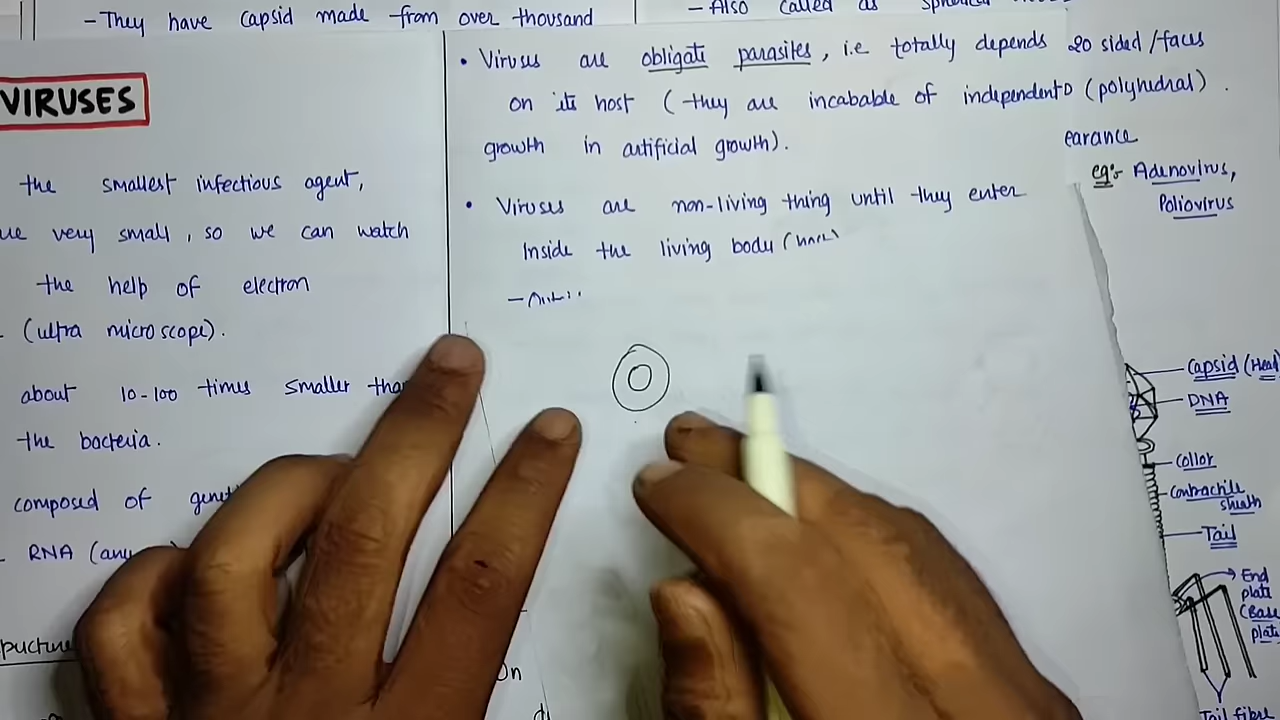 - They have capsid made from over thousand
- Also called as
VIRUSES
the smallest infectious agent,
very small, so we can watch
the help of electron
(ultra microscope).
about 10-100 times smaller than
the bacteria.
composed of
RNA (any
• Viruses are obligate parasites, i.e totally depends
on its host (they are incabable of independent
growth in artificial growth).
• Viruses are non-living thing until they enter
Inside the living body
20 sided/faces
(polyhedral).
earance
eg:- Adenovirus,
Poliovirus
Capsid (Head
DNA
Collor
Contractile
sheath
Tail
End
plate
(Base
plate
Tail fibre